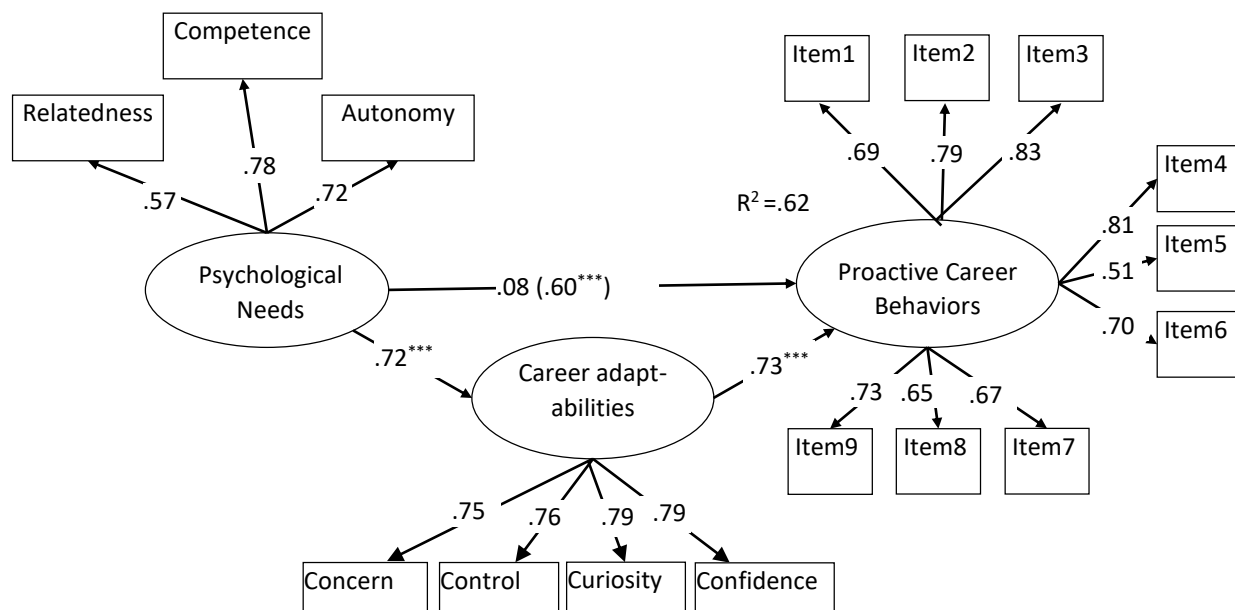 Competence
Item1
Item2
Item3
Relatedness
Autonomy
.78
.69
.79
.83
Item4
.57
.72
R² =.62
.81
Item5
.51
Psychological
Needs
.08 (.60***)
Proactive Career
Behaviors
.70
Item6
.72***
Career adapt-
abilities
.73***
.73
.65
.67
Item9
Item8
Item7
.75
.76
.79
.79
Concern
Control
Curiosity
Confidence